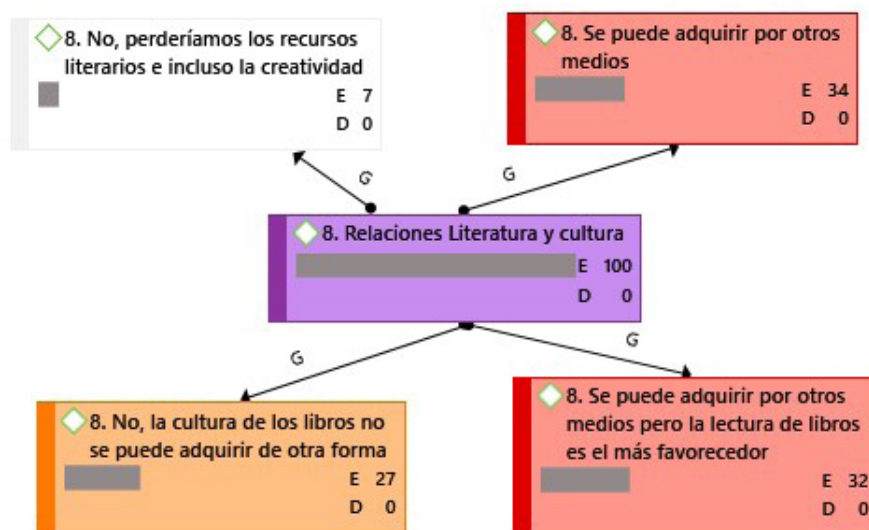 8. No, perderíamos los recursos
literarios e incluso la creatividad
E 7
D 0
8. Se puede adquirir por otros
medios
E 34
D 0
G
G
8. Relaciones Literatura y cultura
E 100
D 0
G
G
8. No, la cultura de los libros no
se puede adquirir de otra forma
E 27
D 0
8. Se puede adquirir por otros
medios pero la lectura de libros
es el más favorecedor
E 32
D 0